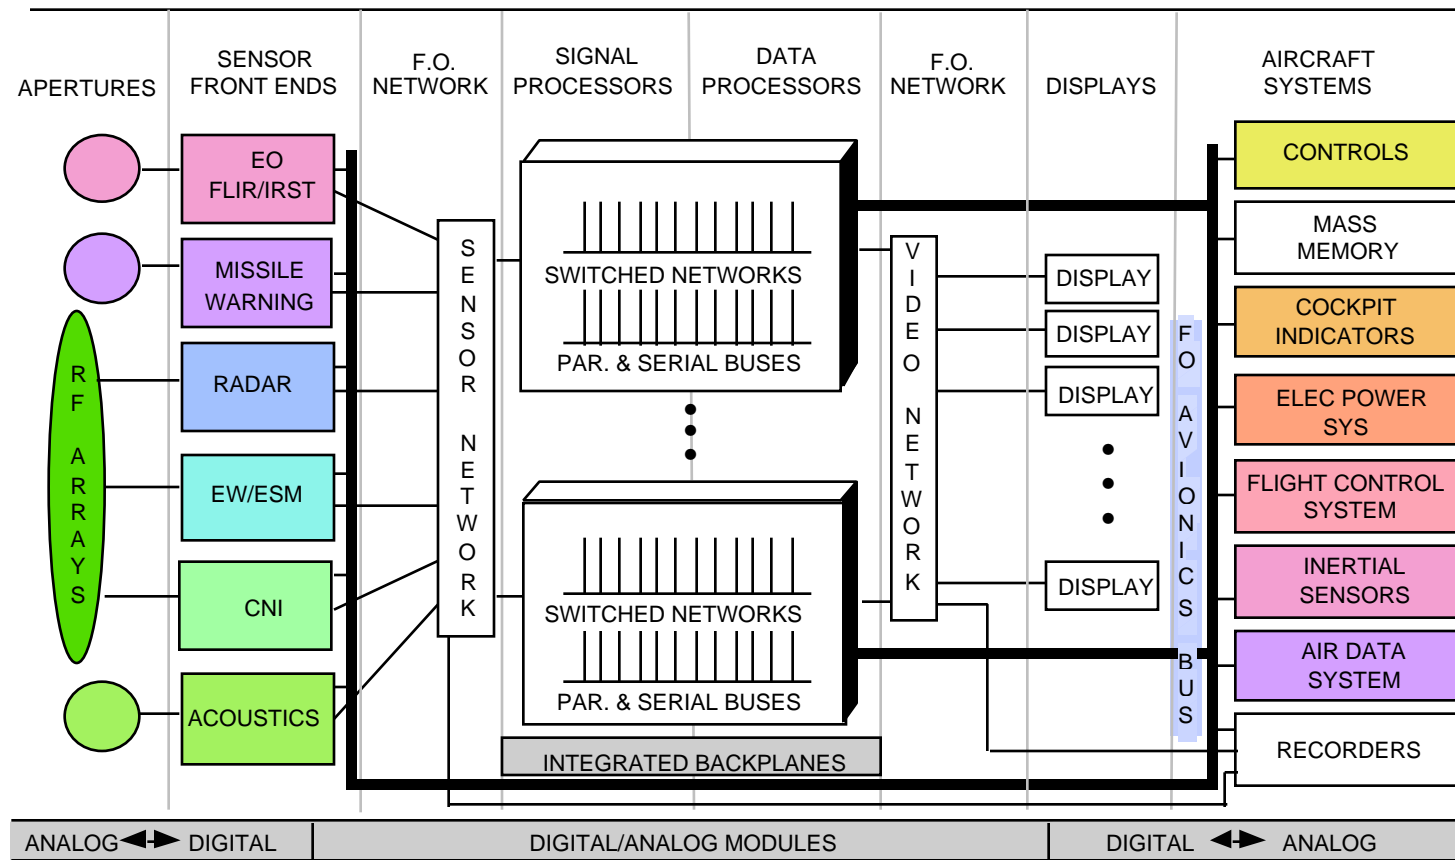 APERTURES
SENSOR
FRONT ENDS
F.O.
NETWORK
SIGNAL
PROCESSORS
DATA
PROCESSORS
F.O.
NETWORK
DISPLAYS
AIRCRAFT
SYSTEMS
EO
FLIR/IRST
MISSILE
WARNING
RF ARRAYS
RADAR
EW/ESM
CNI
ACOUSTICS
SENSOR NETWORK
SWITCHED NETWORKS
PAR. & SERIAL BUSES
SWITCHED NETWORKS
PAR. & SERIAL BUSES
INTEGRATED BACKPLANES
VIDEO NETWORK
DISPLAY
DISPLAY
DISPLAY
DISPLAY
FO AVIONICS BUS
CONTROLS
MASS
MEMORY
COCKPIT
INDICATORS
ELEC POWER
SYS
FLIGHT CONTROL
SYSTEM
INERTIAL
SENSORS
AIR DATA
SYSTEM
RECORDERS
ANALOG DIGITAL
DIGITAL/ANALOG MODULES
DIGITAL ANALOG